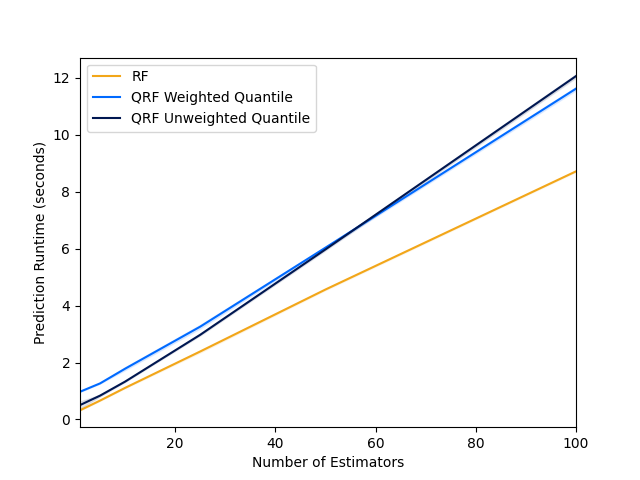 RF
QRF Weighted Quantile
QRF Unweighted Quantile
Prediction Runtime (seconds)
12
10
8
6
4
2
0
20 40 60 80 100
Number of Estimators